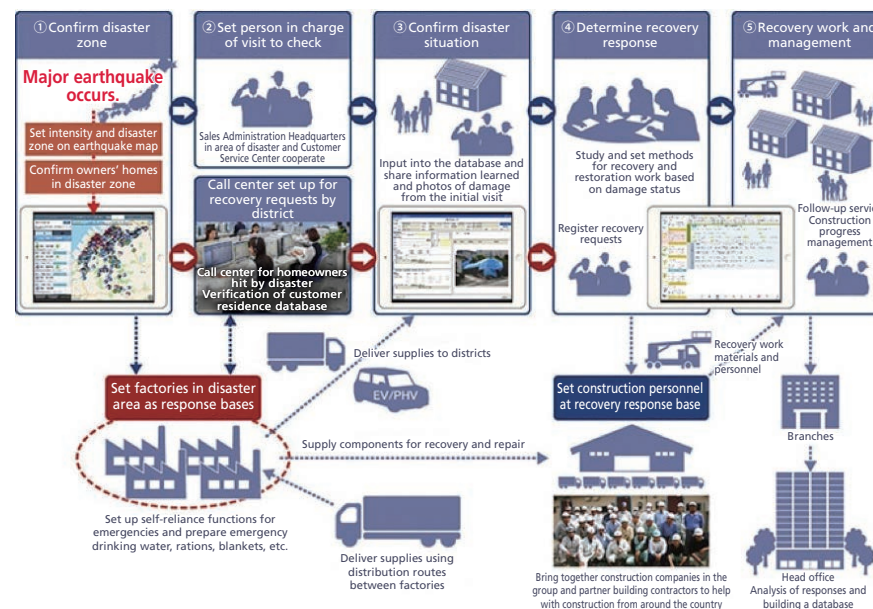 ①Confirm disaster
zone
Major earthquake
occurs.
Set intensity and disaster
zone on earthquake map
Confirm owners' homes
in disaster zone
②Set person in charge
of visit to check
Sales Administration Headquarters
in area of disaster and Customer
Service Center cooperate
Call center set up for
recovery requests by
district
Call center for homeowners
hit by disaster
Verification of customer
residence database
③Confirm disaster
situation
Input into the database and
share information learned
and photos of damage
from the initial visit
④Determine recovery
response
Study and set methods
for recovery and
restoration work based
on damage status
Register recovery
requests
⑤Recovery work and
management
Follow-up servic
Construction
progress
management
Set factories in disaster
area as response bases
Deliver supplies to districts
EV/PHV
Supply components for recovery and repair
Set up self-reliance functions for
emergencies and prepare emergency
drinking water, rations, blankets, etc.
Deliver supplies using
distribution routes
between factories
Set construction personnel
at recovery response base
Recovery work
materials and
personnel
Bring together construction companies in the
group and partner building contractors to help
with construction from around the country
Branches
Head office
Analysis of responses and
building a database